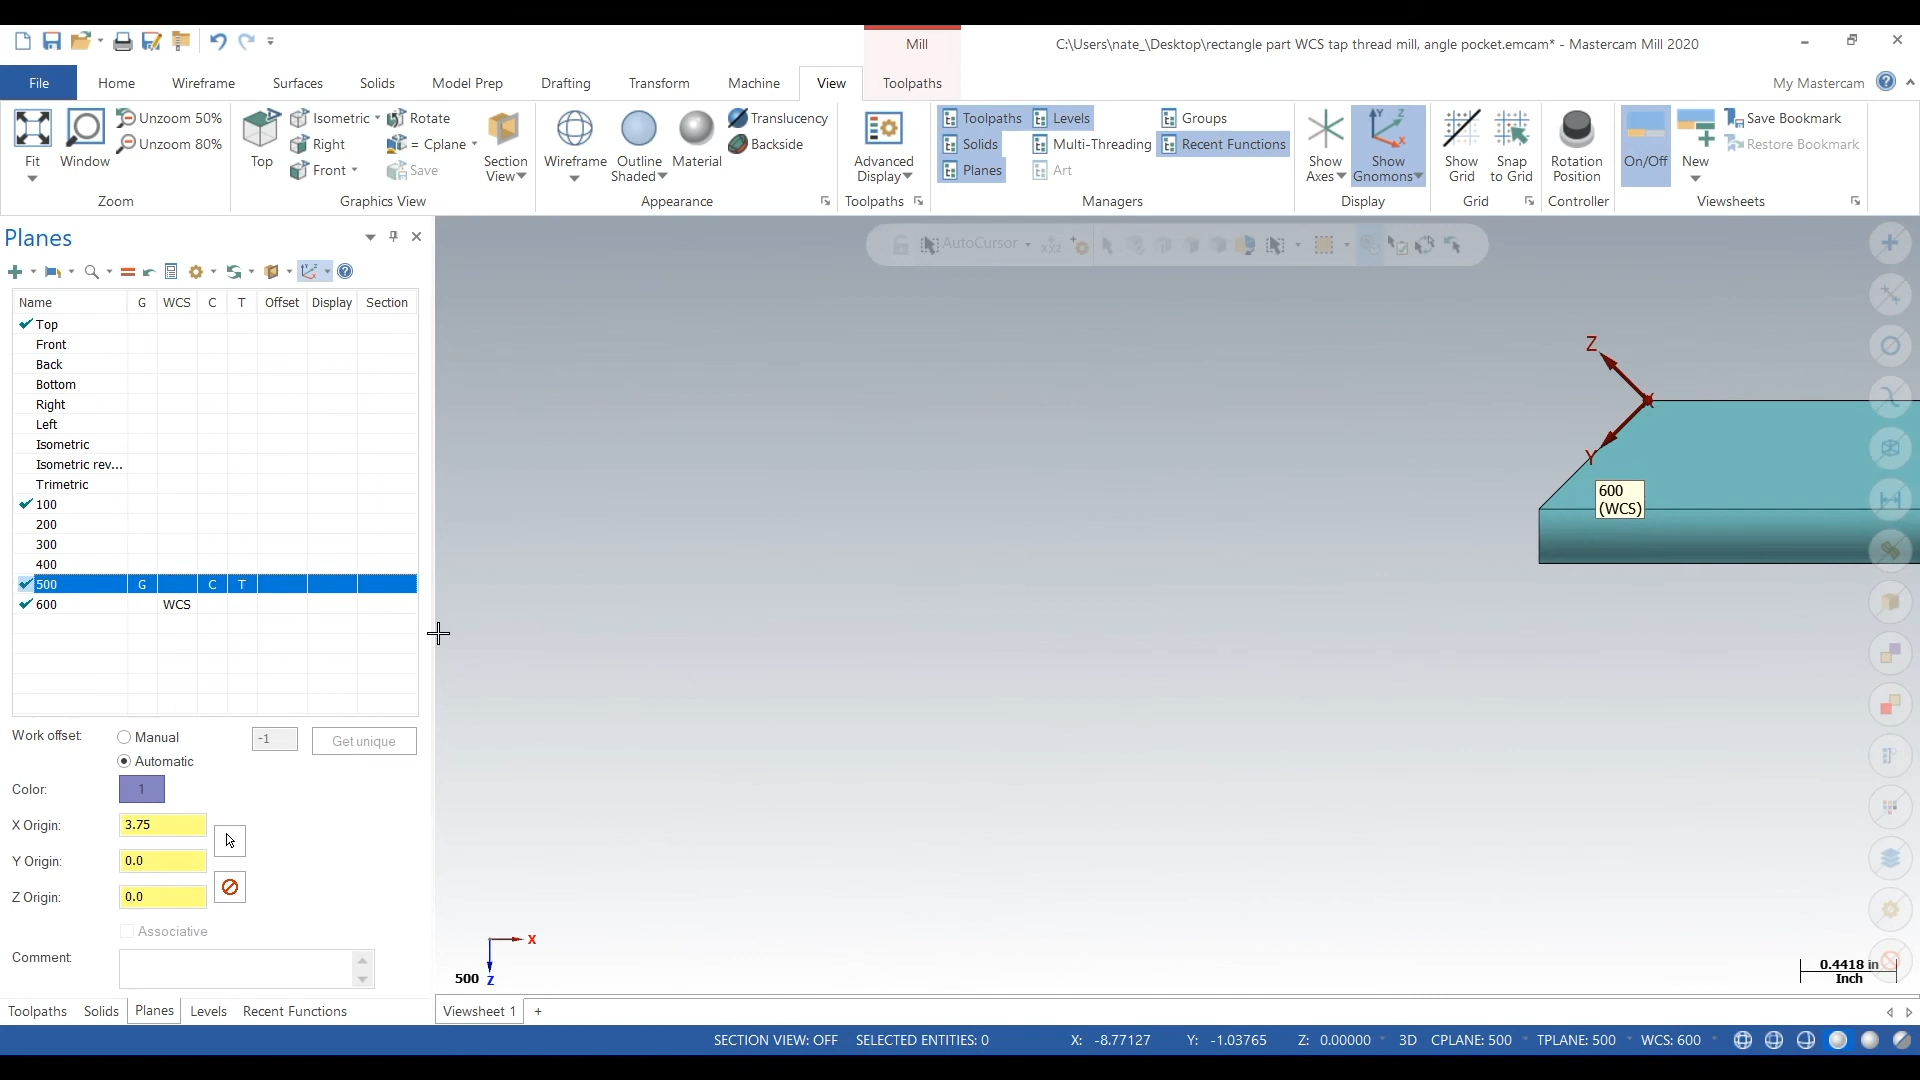 Mill
C:\Users\nate_\Desktop\rectangle part WCS tap thread mill, angle pocket.emcam* - Mastercam Mill 2020
File Home Wireframe Surfaces Solids Model Prep Drafting Transform Machine View Toolpaths My Mastercam
Fit
Window
Unzoom 50%
Unzoom 80%
Zoom
Top
Isometric
Right
Front
Rotate
= Cplane
Save
Section
View
Graphics View
Wireframe
Outline
Shaded
Material
Translucency
Backside
Appearance
Advanced
Display
Toolpaths
Toolpaths
Solids
Planes
Levels
Multi-Threading
Art
Groups
Recent Functions
Managers
Show
Axes
Show
Gnomons
Display
Show
Grid
Snap
to Grid
Grid
Rotation
Position
Controller
On/Off
New
Save Bookmark
Restore Bookmark
Viewsheets
Planes
AutoCursor
Name G WCS C T Offset Display Section
Top
Front
Back
Bottom
Right
Left
Isometric
Isometric rev...
Trimetric
100
200
300
400
500 G C T
600 WCS
Work offset: Manual -1 Get unique
Automatic
Color: 1
X Origin: 3.75
Y Origin: 0.0
Z Origin: 0.0
Associative
Comment:
Z
X
Y
600
(WCS)
X
500 Z
0.4418 in
Inch
Toolpaths Solids Planes Levels Recent Functions
Viewsheet 1 +
SECTION VIEW: OFF SELECTED ENTITIES: 0 X: -8.77127 Y: -1.03765 Z: 0.00000 3D CPLANE: 500 TPLANE: 500 WCS: 600